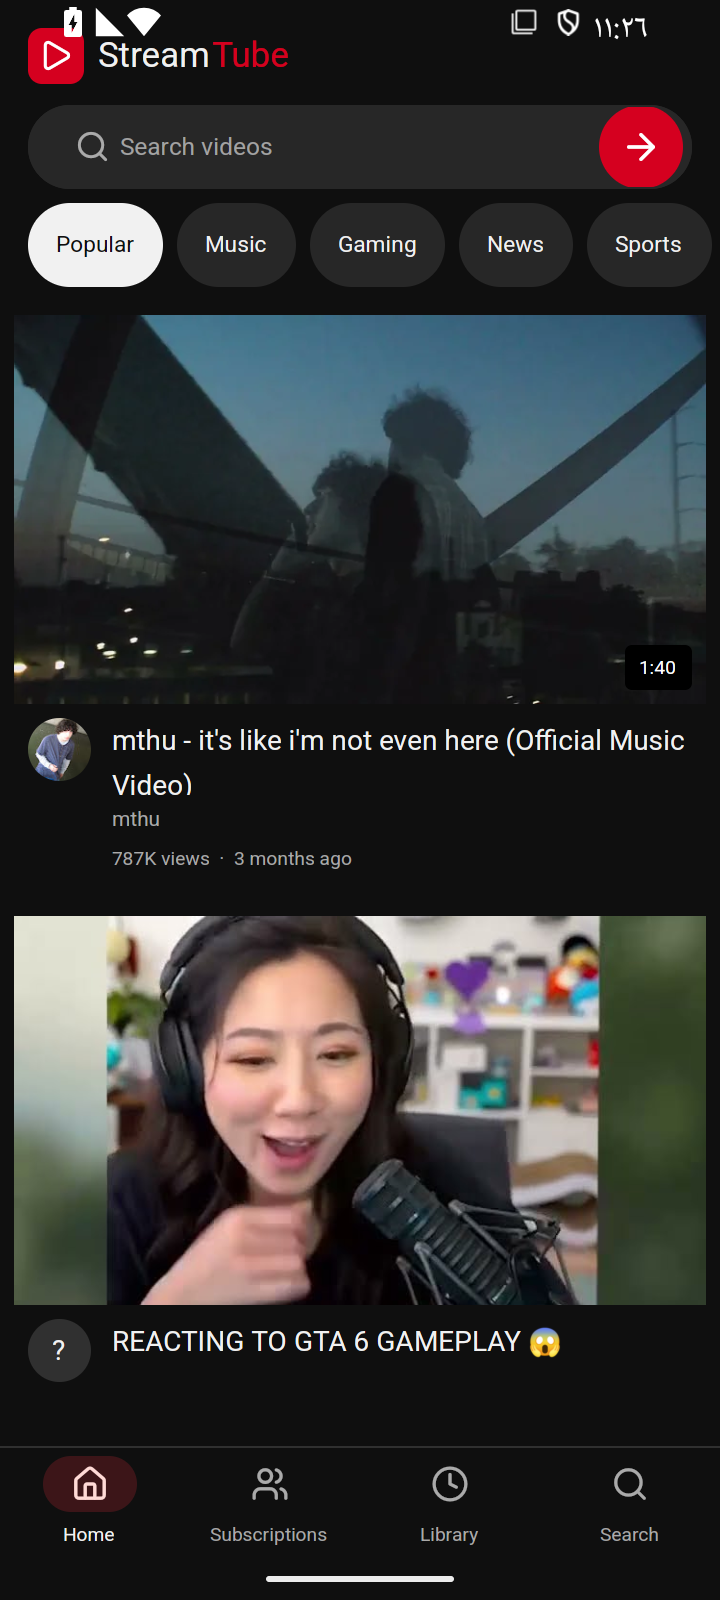 ١١:٢٦
StreamTube
Search videos
Popular Music Gaming News Sports
1:40
mthu - it's like i'm not even here (Official Music
Video)
mthu
787K views · 3 months ago
?
REACTING TO GTA 6 GAMEPLAY 😱
Home Subscriptions Library Search